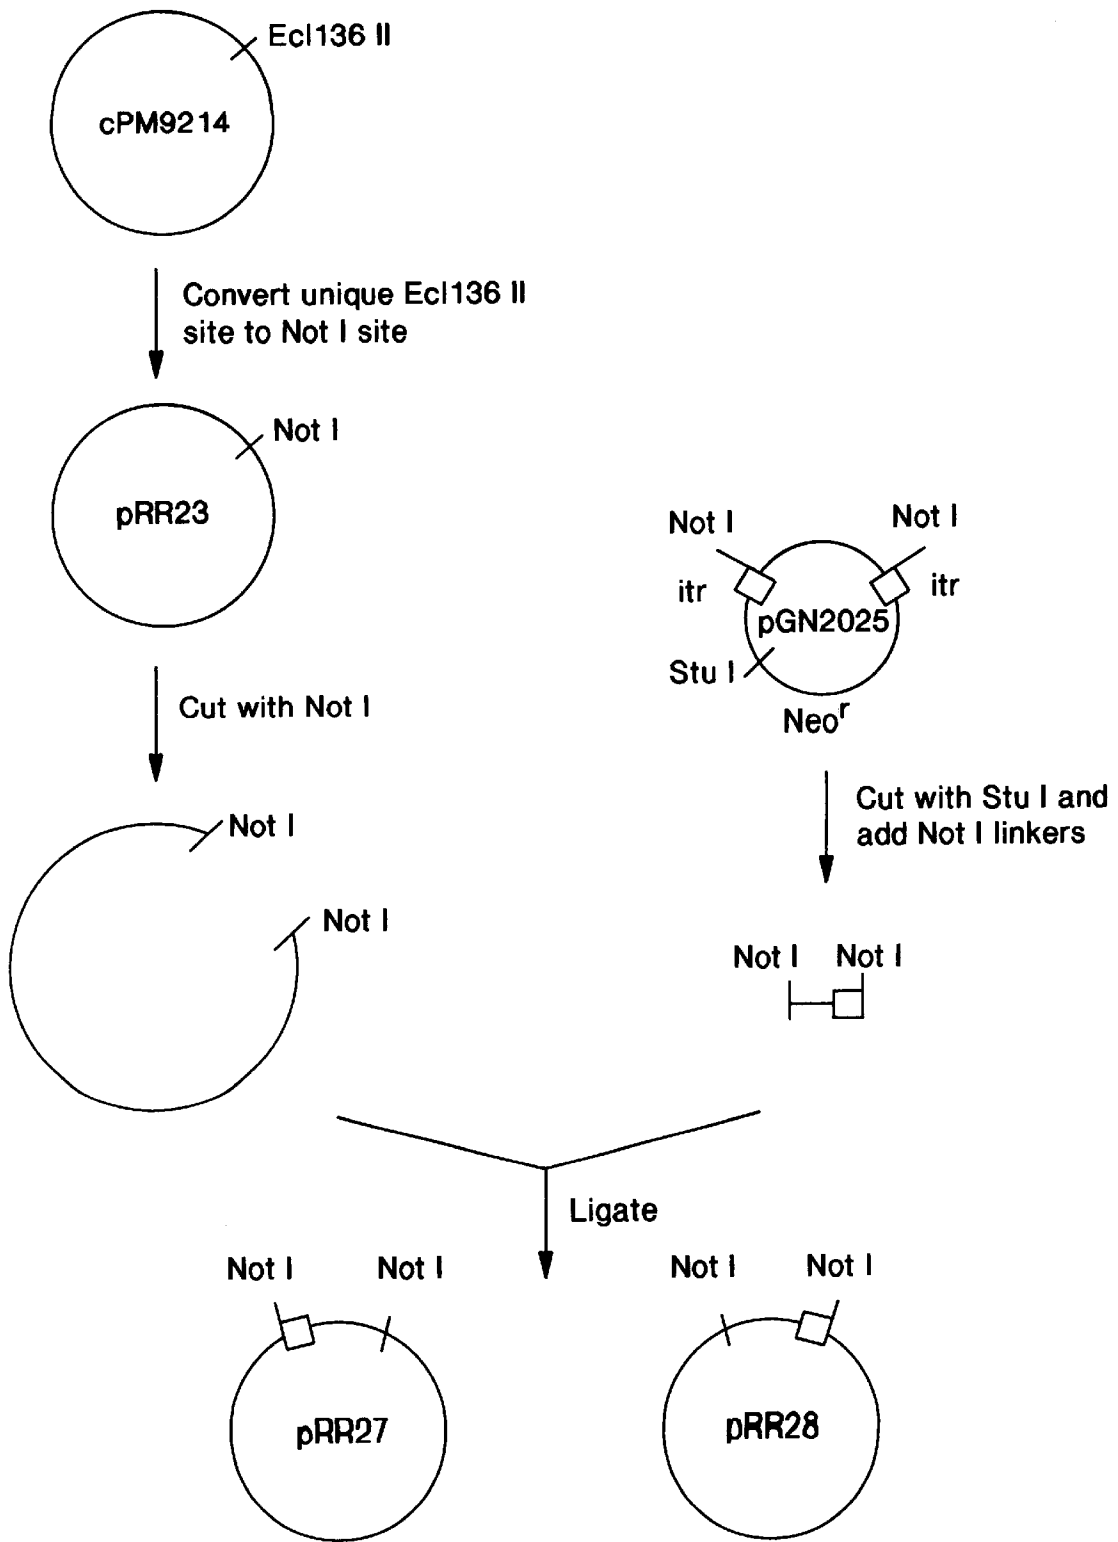 Ecl136 II
cPM9214
Convert unique Ecl136 II
site to Not I site
Not I
pRR23
Cut with Not I
Not I
Not I
Not I
Not I
itr
itr
pGN2025
Stu I
Neoʳ
Cut with Stu I and
add Not I linkers
Not I
Not I
Ligate
Not I
Not I
pRR27
Not I
Not I
pRR28